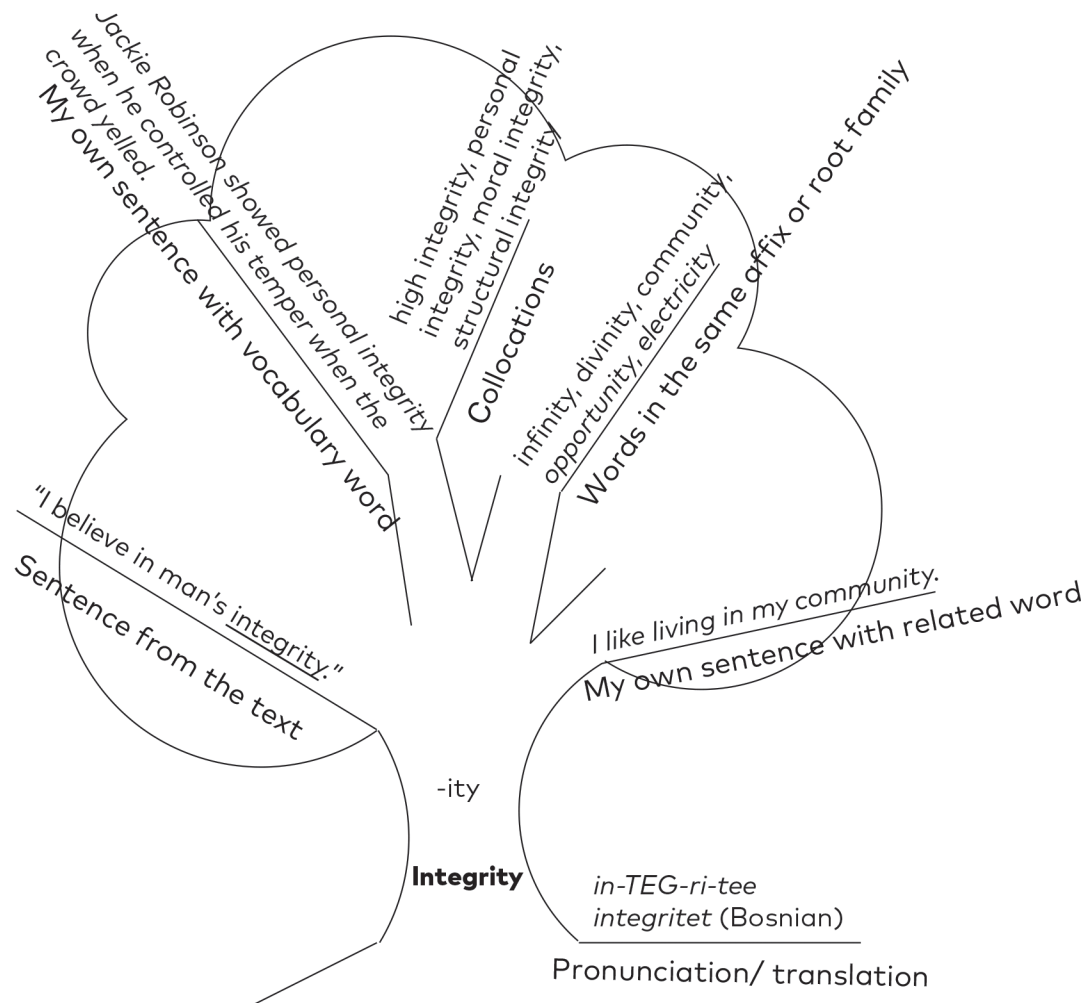 Jackie Robinson showed personal integrity
when he controlled his temper when the
crowd yelled.
My own sentence with vocabulary word
high integrity, personal
integrity, moral integrity,
structural integrity
Collocations
infinity, divinity, community,
opportunity, electricity
Words in the same affix or root family
"I believe in man's integrity."
Sentence from the text
I like living in my community.
My own sentence with related word
-ity
Integrity
in-TEG-ri-tee
integritet (Bosnian)
Pronunciation/ translation